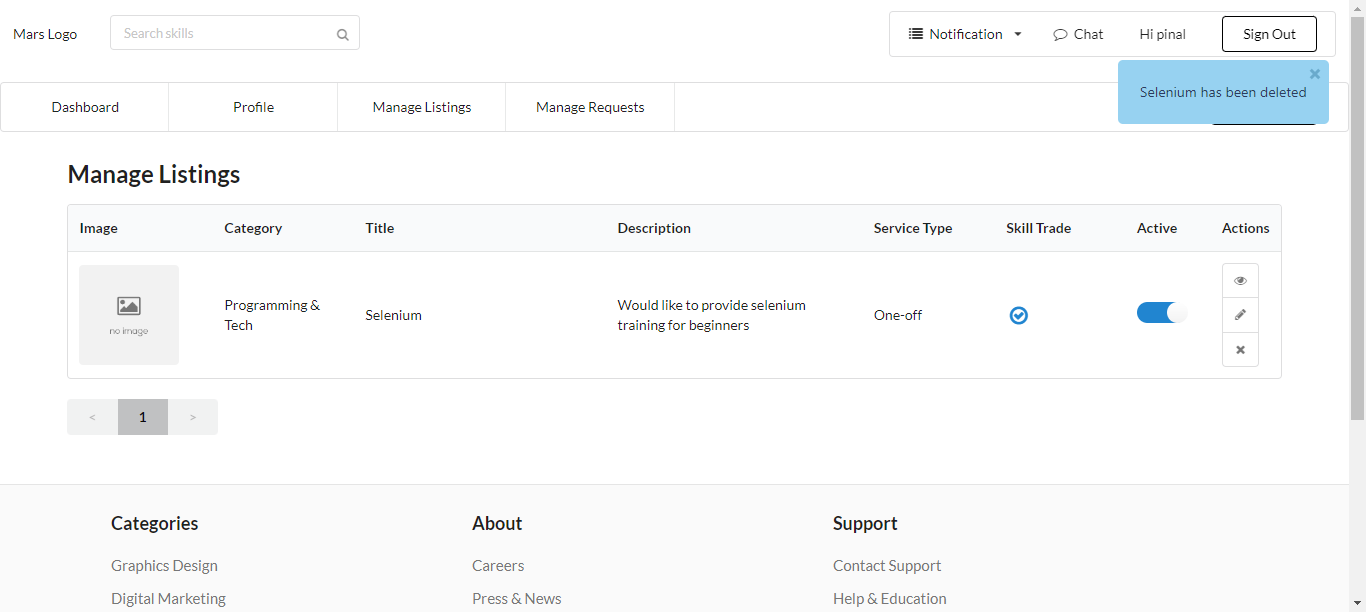 Mars Logo
Search skills
Notification
Chat
Hi pinal
Sign Out
Selenium has been deleted
Dashboard
Profile
Manage Listings
Manage Requests
Manage Listings
Image
Category
Title
Description
Service Type
Skill Trade
Active
Actions
no image
Programming &
Tech
Selenium
Would like to provide selenium
training for beginners
One-off
<
1
>
Categories
About
Support
Graphics Design
Careers
Contact Support
Digital Marketing
Press & News
Help & Education